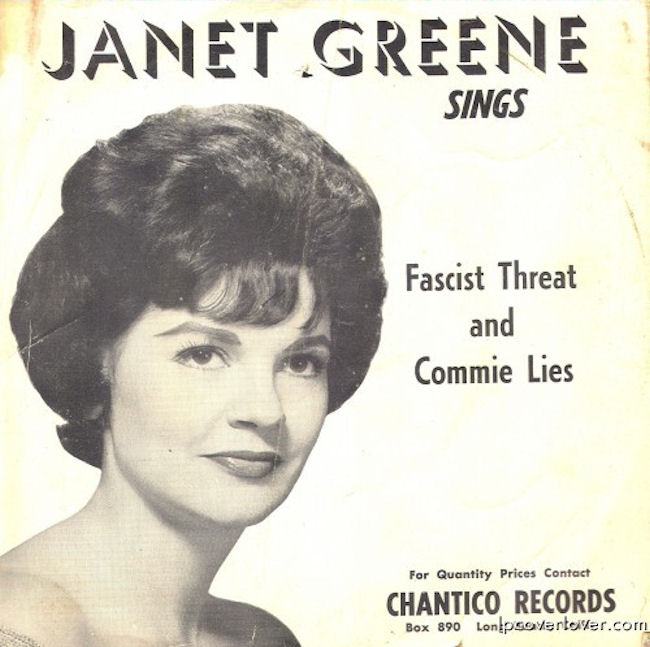 JANET GREENE
SINGS
Fascist Threat
and
Commie Lies
For Quantity Prices Contact
CHANTICO RECORDS
Box 890
lpcoverlover.com